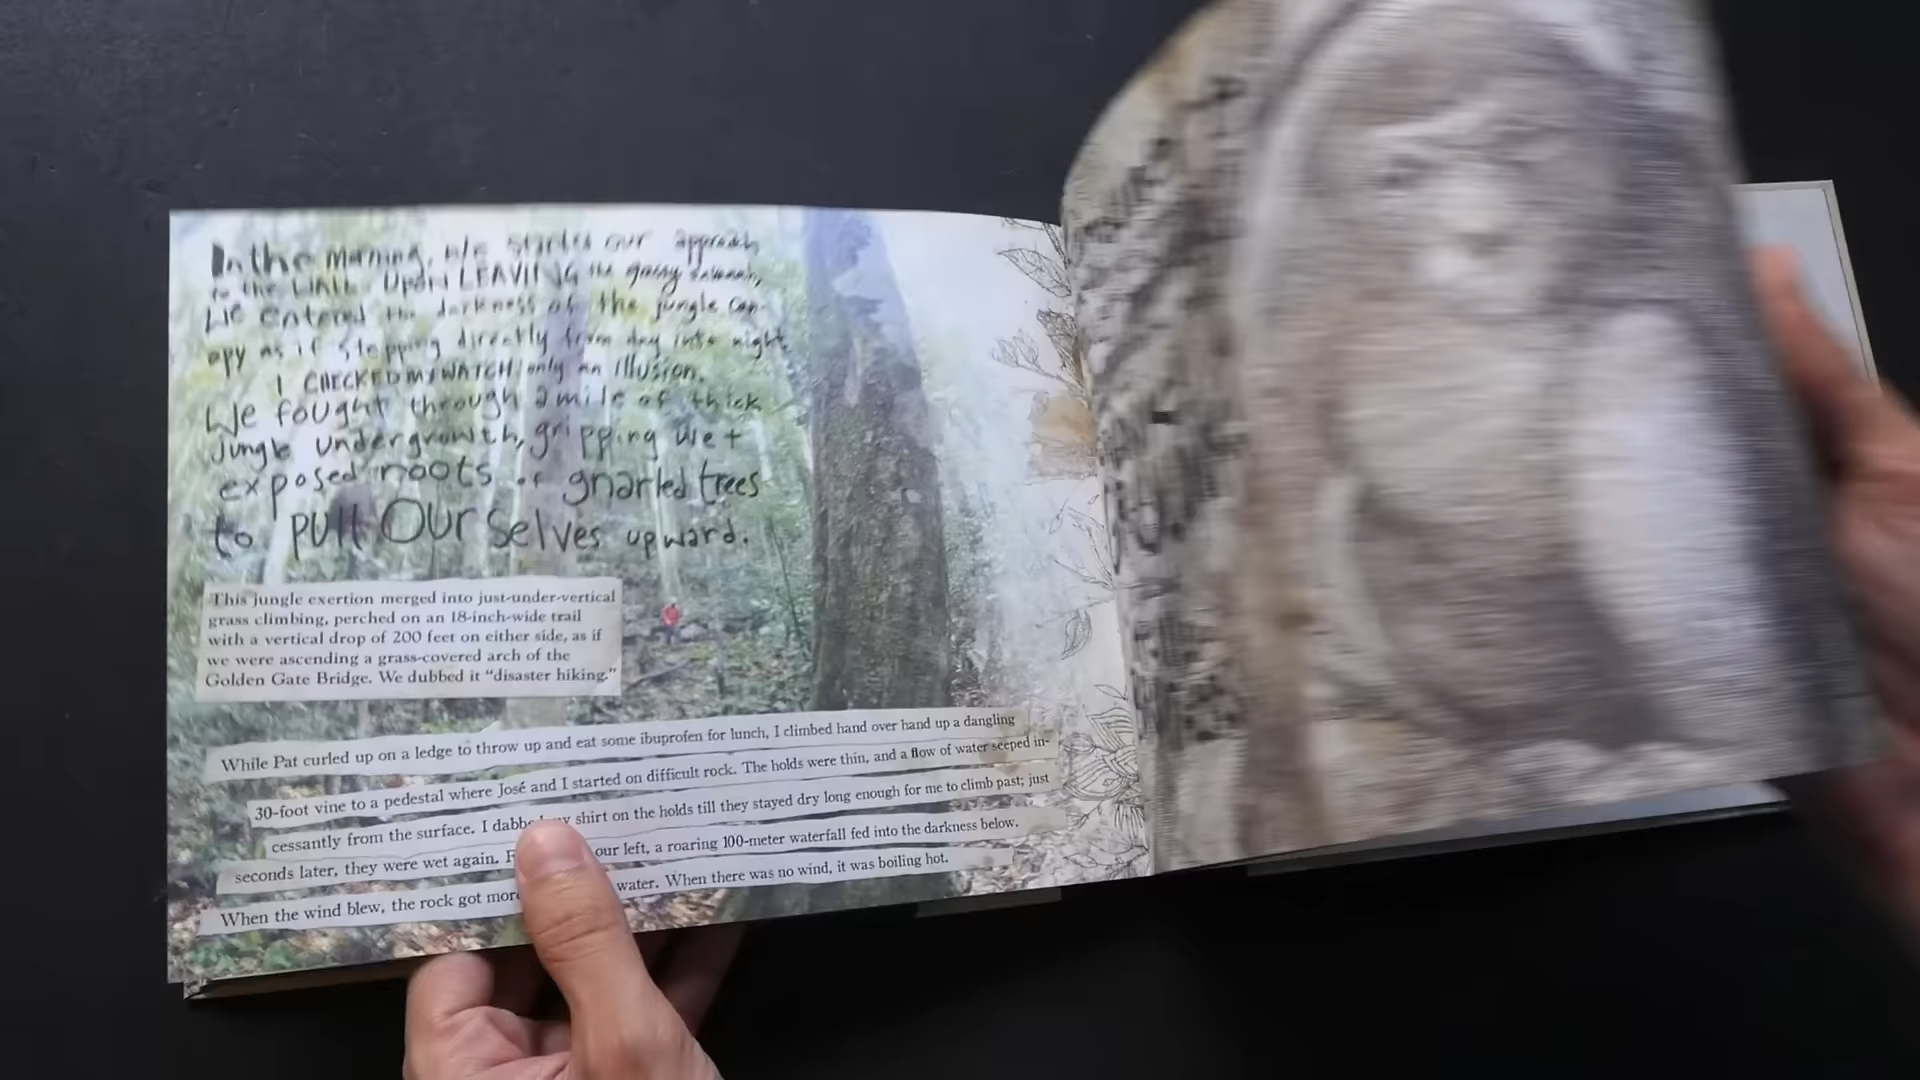 In the morning, we started our approach
to the WALL. Upon LEAVING the grassy savannah,
we entered the darkness of the jungle can-
opy as if stepping directly from day into night.
I CHECKED MY WATCH; only an illusion.
We fought through a mile of thick
jungle undergrowth, gripping wet
exposed roots of gnarled trees
to pull OURselves upward.
This jungle exertion merged into just-under-vertical
grass climbing, perched on an 18-inch-wide trail
with a vertical drop of 200 feet on either side, as if
we were ascending a grass-covered arch of the
Golden Gate Bridge. We dubbed it “disaster hiking.”
While Pat curled up on a ledge to throw up and eat some ibuprofen for lunch, I climbed hand over hand up a dangling
30-foot vine to a pedestal where José and I started on difficult rock. The holds were thin, and a flow of water seeped in-
cessantly from the surface. I dabbed my shirt on the holds till they stayed dry long enough for me to climb past; just
seconds later, they were wet again. our left, a roaring 100-meter waterfall fed into the darkness below.
When the wind blew, the rock got more water. When there was no wind, it was boiling hot.